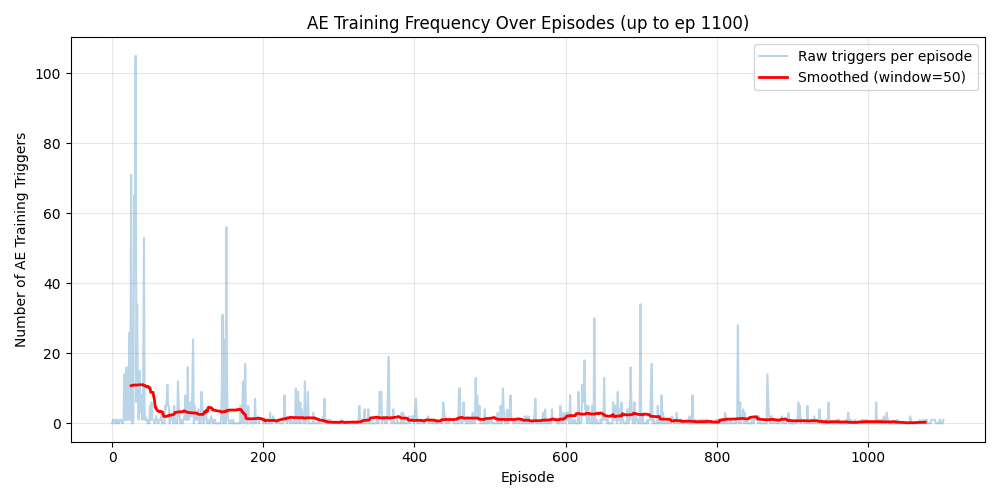 AE Training Frequency Over Episodes (up to ep 1100)
Raw triggers per episode
Smoothed (window=50)
Number of AE Training Triggers
100
80
60
40
20
0
0 200 400 600 800 1000
Episode